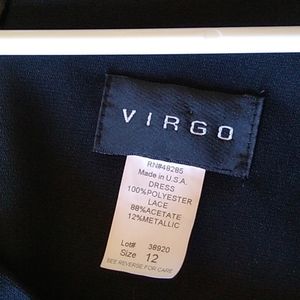 VIRGO
RN#48285
Made in U.S.A.
DRESS
100%POLYESTER
LACE
88%ACETATE
12%METALLIC
Lot# 38920
Size 12
SEE REVERSE FOR CARE